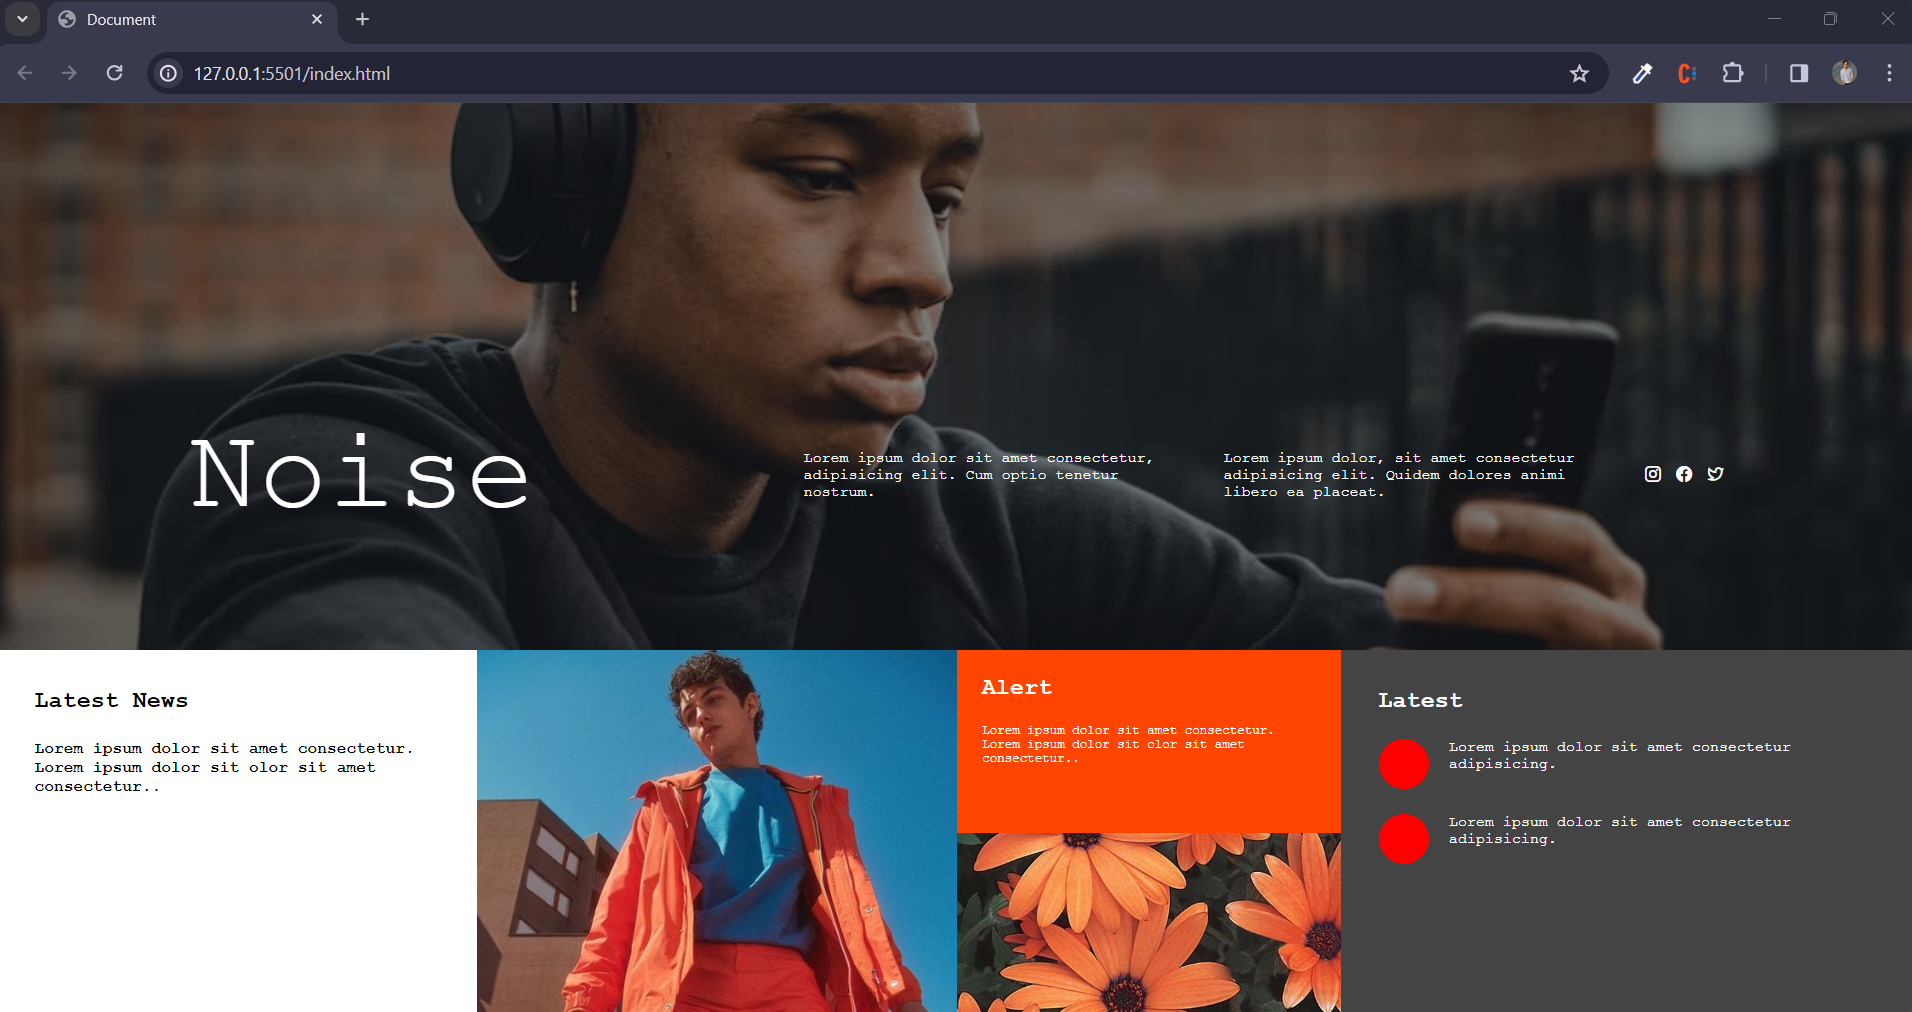 Document
127.0.0.1:5501/index.html
Noise
Lorem ipsum dolor sit amet consectetur,
adipisicing elit. Cum optio tenetur
nostrum.
Lorem ipsum dolor, sit amet consectetur
adipisicing elit. Quidem dolores animi
libero ea placeat.
Latest News
Lorem ipsum dolor sit amet consectetur.
Lorem ipsum dolor sit olor sit amet
consectetur..
Alert
Lorem ipsum dolor sit amet consectetur.
Lorem ipsum dolor sit olor sit amet
consectetur..
Latest
Lorem ipsum dolor sit amet consectetur
adipisicing.
Lorem ipsum dolor sit amet consectetur
adipisicing.